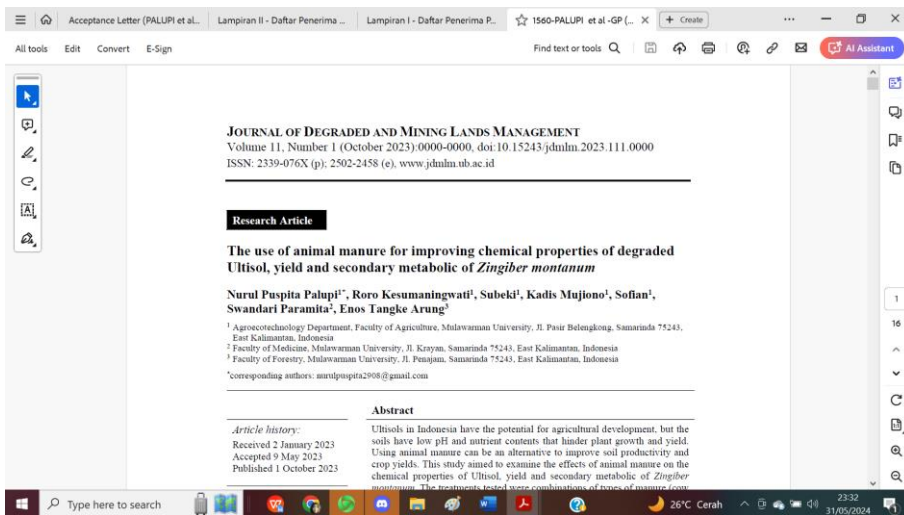 Acceptance Letter (PALUPI et al...
Lampiran II - Daftar Penerima ...
Lampiran I - Daftar Penerima P...
1560-PALUPI et al -GP (...
+ Create
All tools
Edit
Convert
E-Sign
Find text or tools
AI Assistant
JOURNAL OF DEGRADED AND MINING LANDS MANAGEMENT
Volume 11, Number 1 (October 2023):0000-0000, doi:10.15243/jdmlm.2023.111.0000
ISSN: 2339-076X (p); 2502-2458 (e), www.jdmlm.ub.ac.id
Research Article
The use of animal manure for improving chemical properties of degraded
Ultisol, yield and secondary metabolic of Zingiber montanum
Nurul Puspita Palupi1*, Roro Kesumaningwati1, Subeki1, Kadis Mujiono1, Sofian1,
Swandari Paramita2, Enos Tangke Arung3
1 Agroecotechnology Department, Faculty of Agriculture, Mulawarman University, Jl. Pasir Belengkong, Samarinda 75243,
East Kalimantan, Indonesia
2 Faculty of Medicine, Mulawarman University, Jl. Krayan, Samarinda 75243, East Kalimantan, Indonesia
3 Faculty of Forestry, Mulawarman University, Jl. Penajam, Samarinda 75243, East Kalimantan, Indonesia
*corresponding authors: nurulpuspita2908@gmail.com
Abstract
Article history:
Received 2 January 2023
Accepted 9 May 2023
Published 1 October 2023
Ultisols in Indonesia have the potential for agricultural development, but the
soils have low pH and nutrient contents that hinder plant growth and yield.
Using animal manure can be an alternative to improve soil productivity and
crop yields. This study aimed to examine the effects of animal manure on the
chemical properties of Ultisol, yield and secondary metabolic of Zingiber
montanum. The treatments tested were combinations of types of manure (cow
1
16
Type here to search
26°C Cerah
23:32
31/05/2024